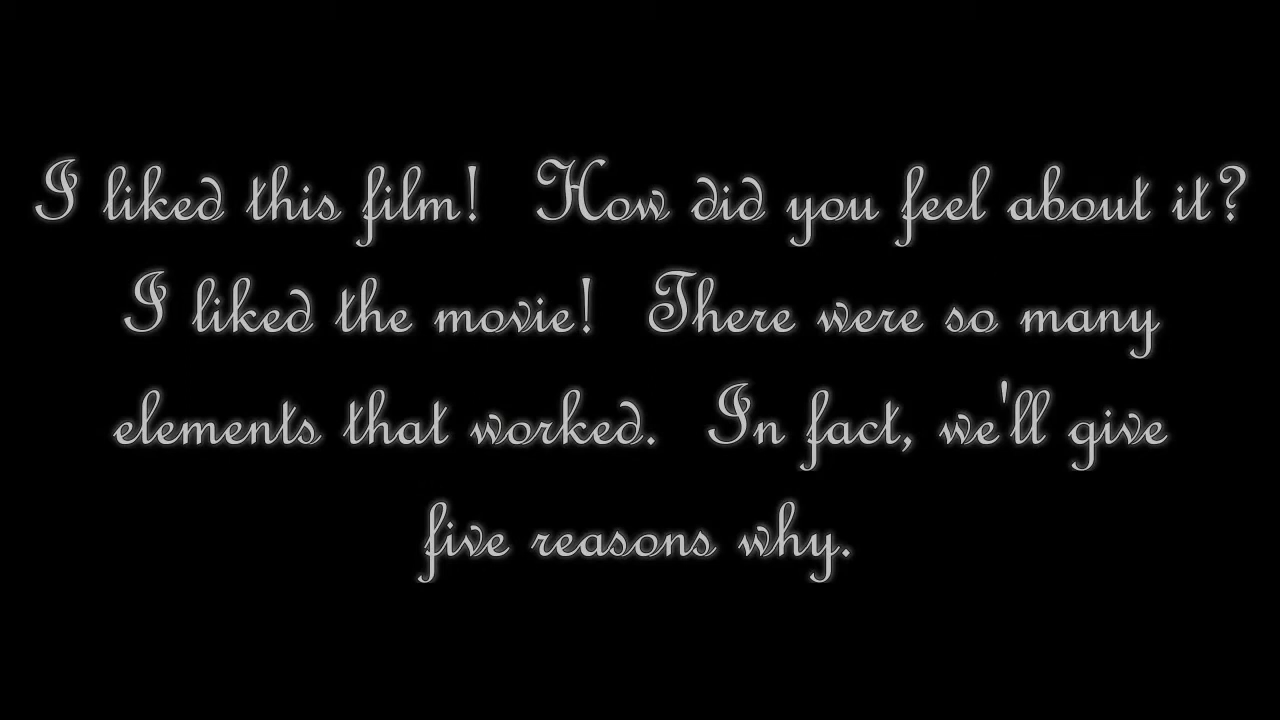 I liked this film! How did you feel about it?
I liked the movie! There were so many
elements that worked. In fact, we'll give
five reasons why.